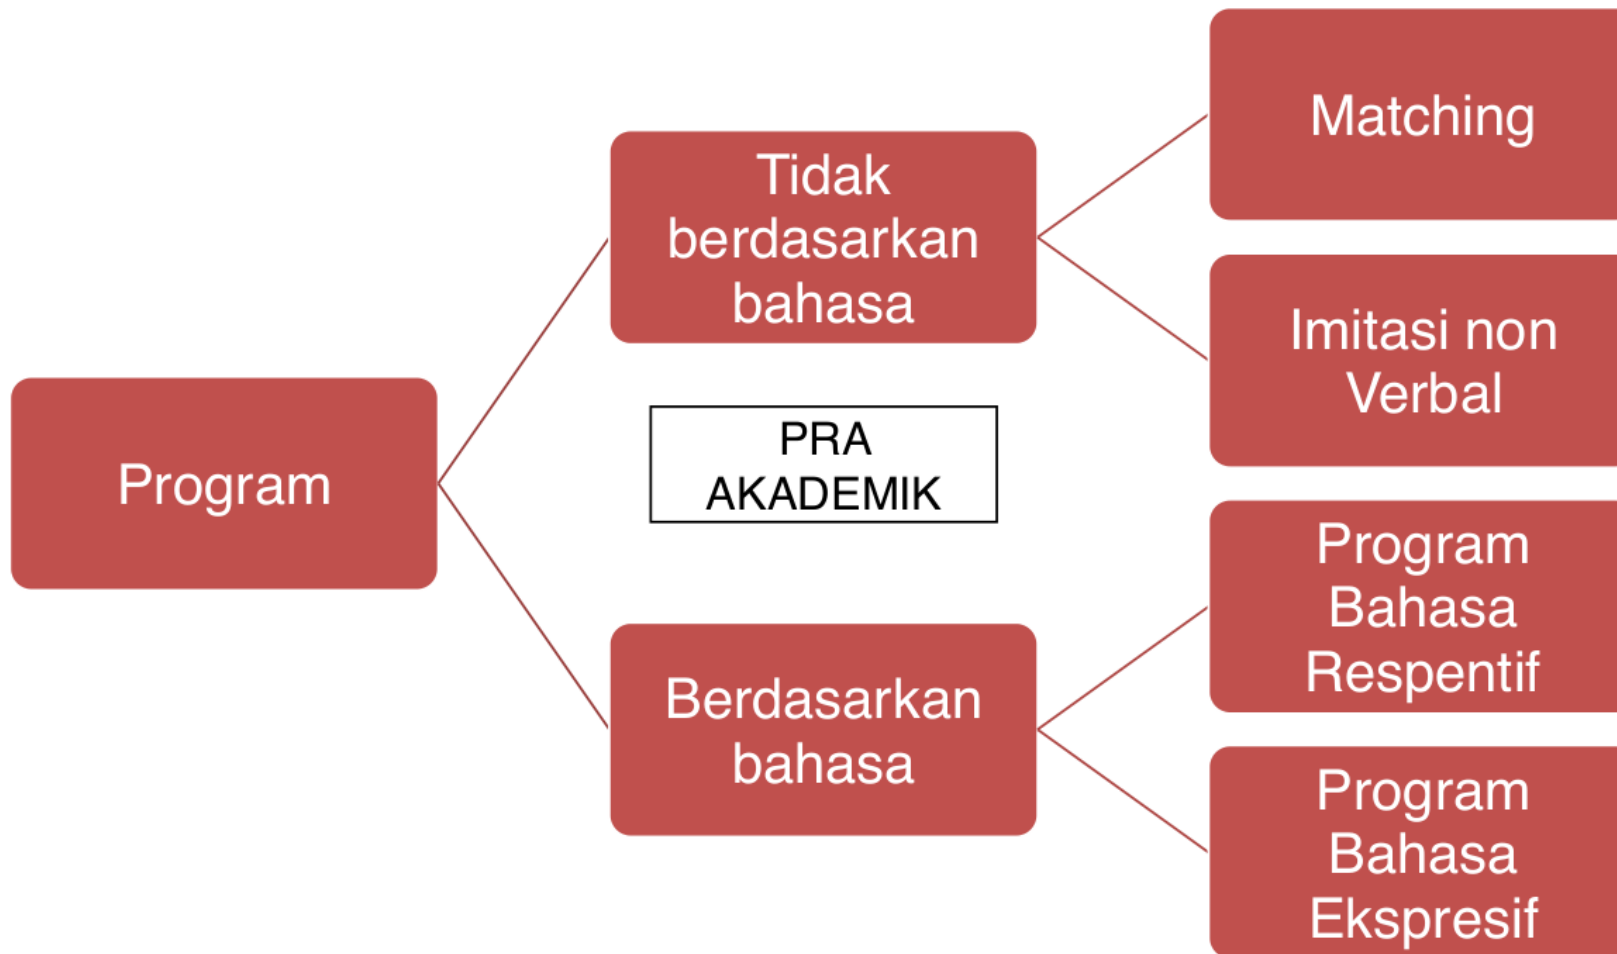 Program
Tidak
berdasarkan
bahasa
PRA
AKADEMIK
Berdasarkan
bahasa
Matching
Imitasi non
Verbal
Program
Bahasa
Respentif
Program
Bahasa
Ekspresif